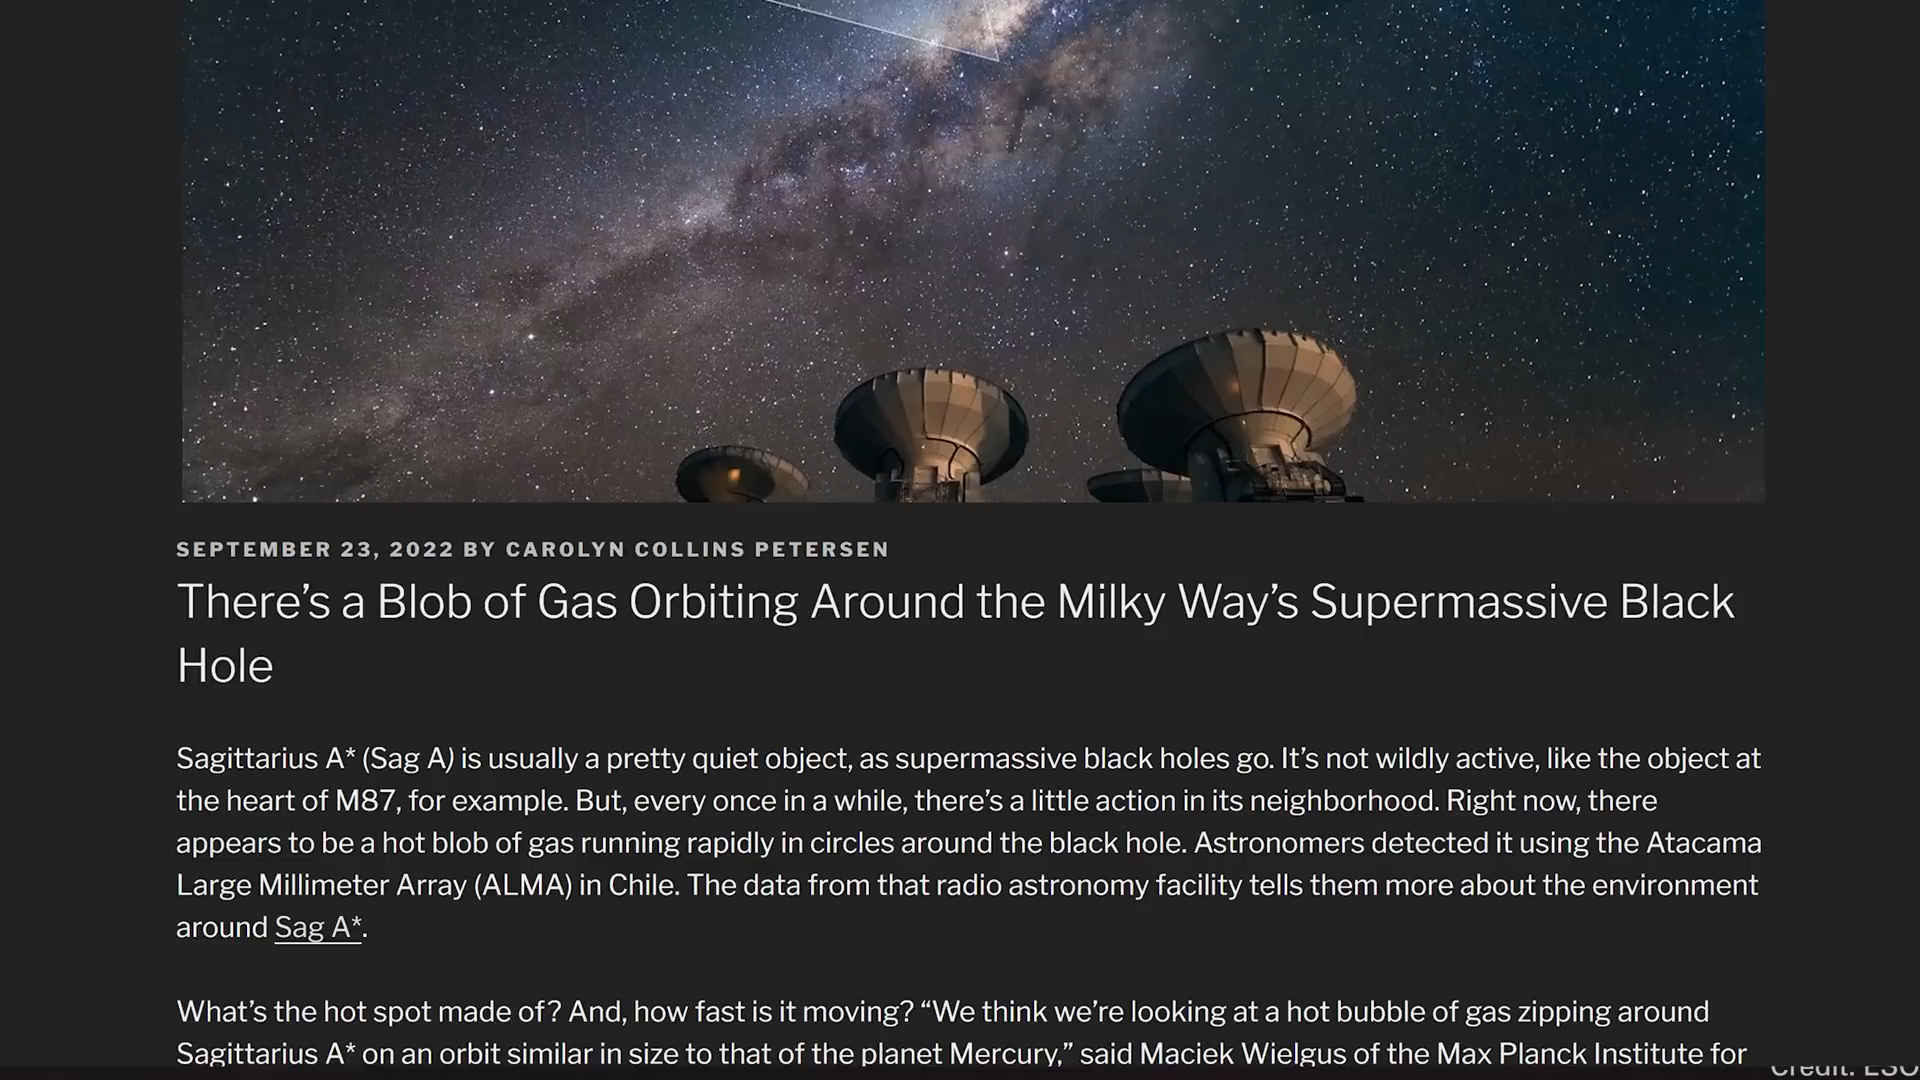 SEPTEMBER 23, 2022 BY CAROLYN COLLINS PETERSEN
There’s a Blob of Gas Orbiting Around the Milky Way’s Supermassive Black
Hole
Sagittarius A* (Sag A) is usually a pretty quiet object, as supermassive black holes go. It’s not wildly active, like the object at
the heart of M87, for example. But, every once in a while, there’s a little action in its neighborhood. Right now, there
appears to be a hot blob of gas running rapidly in circles around the black hole. Astronomers detected it using the Atacama
Large Millimeter Array (ALMA) in Chile. The data from that radio astronomy facility tells them more about the environment
around Sag A*.
What’s the hot spot made of? And, how fast is it moving? “We think we’re looking at a hot bubble of gas zipping around
Sagittarius A* on an orbit similar in size to that of the planet Mercury,” said Maciek Wielgus of the Max Planck Institute for
Credit: ESO